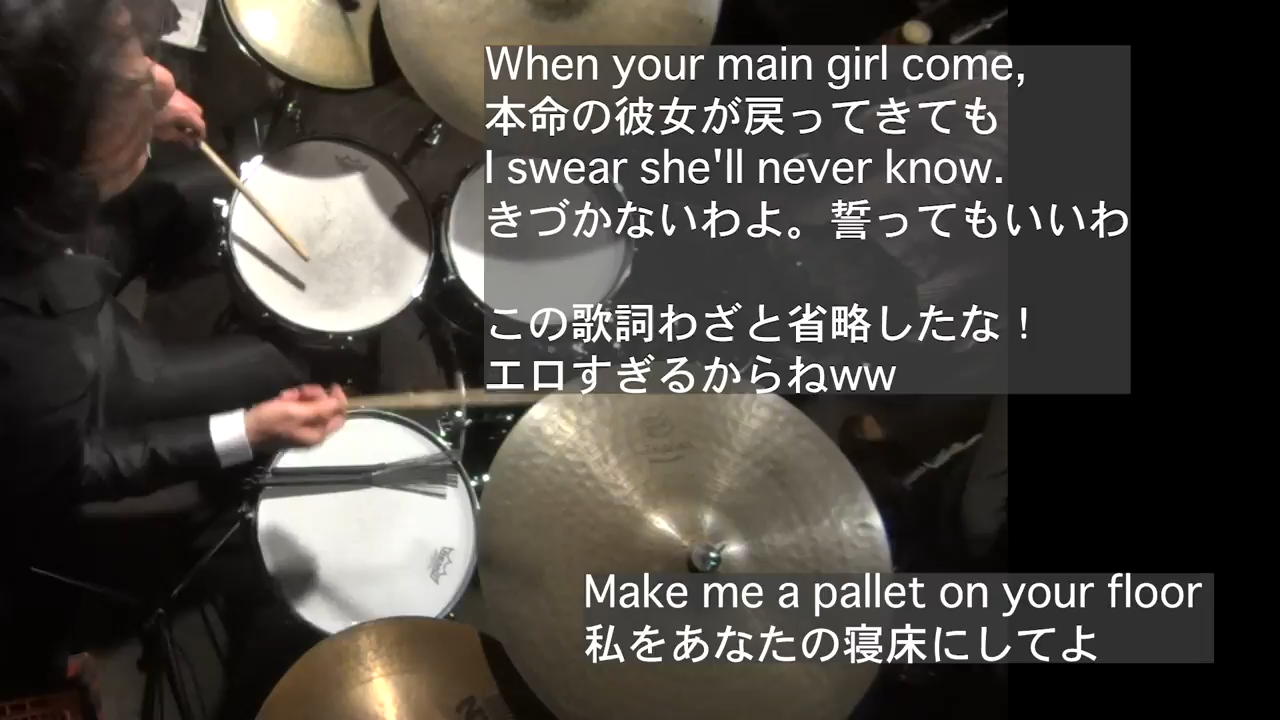 When your main girl come,
本命の彼女が戻ってきても
I swear she'll never know.
きづかないわよ。誓ってもいいわ
この歌詞わざと省略したな！
エロすぎるからねww
Make me a pallet on your floor
私をあなたの寝床にしてよ